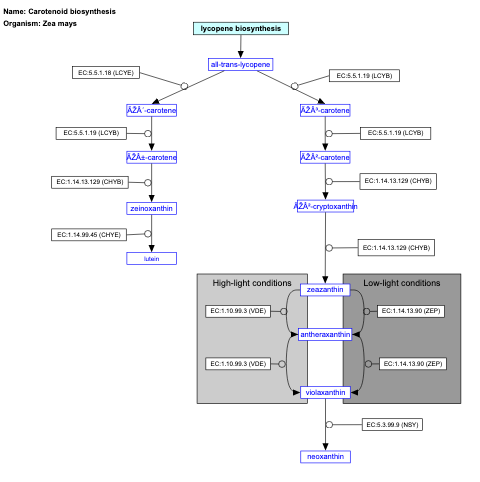 Name: Carotenoid biosynthesis
Organism: Zea mays
lycopene biosynthesis
all-trans-lycopene
EC:5.5.1.18 (LCYE)
EC:5.5.1.19 (LCYB)
ÃŽÂ´-carotene
ÃŽÂ³-carotene
EC:5.5.1.19 (LCYB)
EC:5.5.1.19 (LCYB)
ÃŽÂ±-carotene
ÃŽÂ²-carotene
EC:1.14.13.129 (CHYB)
EC:1.14.13.129 (CHYB)
zeinoxanthin
ÃŽÂ²-cryptoxanthin
EC:1.14.99.45 (CHYE)
EC:1.14.13.129 (CHYB)
lutein
High-light conditions
Low-light conditions
zeazanthin
EC:1.10.99.3 (VDE)
EC:1.14.13.90 (ZEP)
antheraxanthin
EC:1.10.99.3 (VDE)
EC:1.14.13.90 (ZEP)
violaxanthin
EC:5.3.99.9 (NSY)
neoxanthin